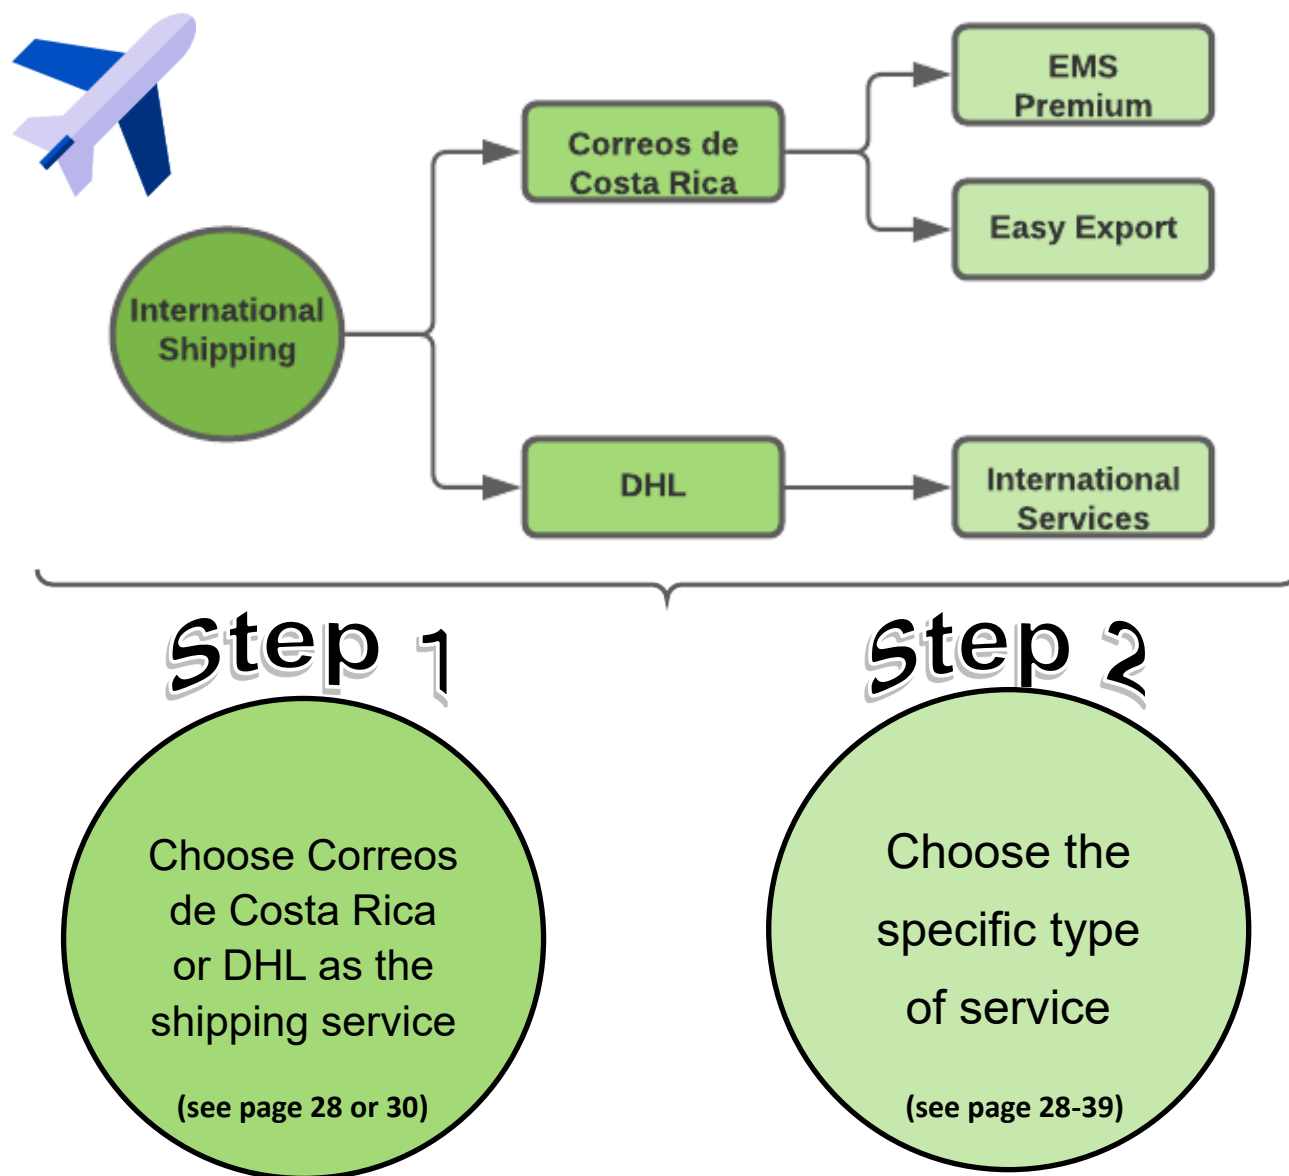 EMS
Premium
Correos de
Costa Rica
Easy Export
International
Shipping
DHL
International
Services
Step 1
Step 2
Choose Correos
de Costa Rica
or DHL as the
shipping service
(see page 28 or 30)
Choose the
specific type
of service
(see page 28-39)